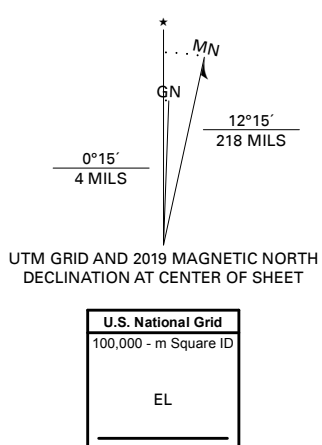 ★
MN
GN
12°15´
218 MILS
0°15´
4 MILS
UTM GRID AND 2019 MAGNETIC NORTH
DECLINATION AT CENTER OF SHEET
U.S. National Grid
100,000 - m Square ID
EL